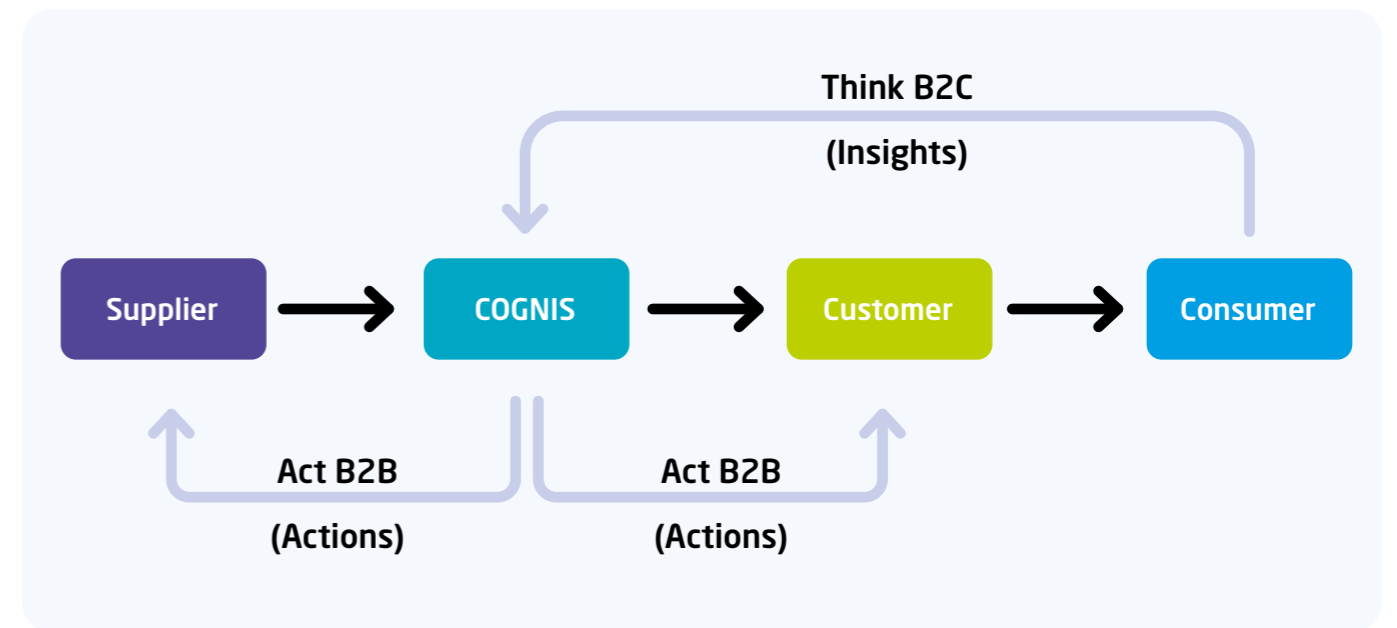 Think B2C
(Insights)
Supplier
COGNIS
Customer
Consumer
Act B2B
(Actions)
Act B2B
(Actions)